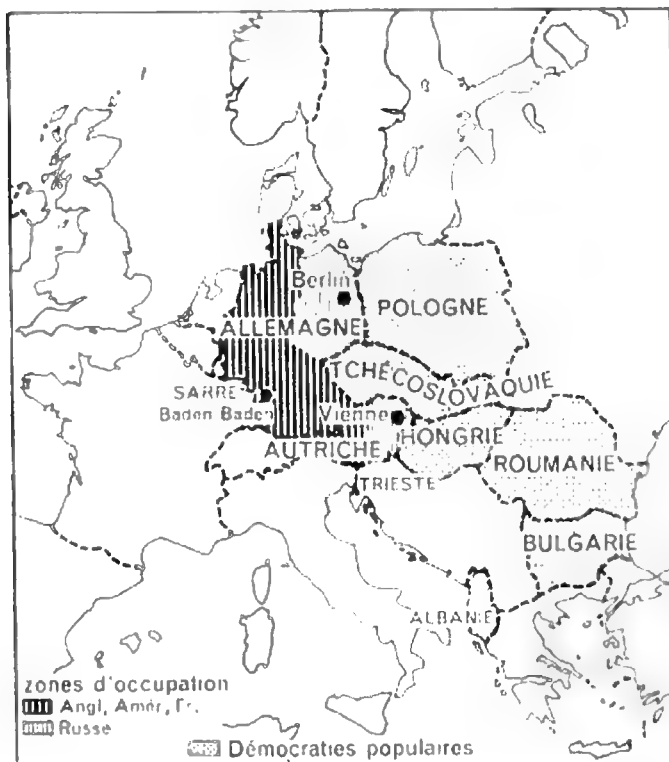 Berlin
POLOGNE
ALLEMAGNE
TCHÉCOSLOVAQUIE
SARRE
Baden Baden
Vienne
HONGRIE
AUTRICHE
ROUMANIE
TRIESTE
BULGARIE
ALBANIE
zones d'occupation
Angl, Amér, Fr.
Russe
Démocraties populaires